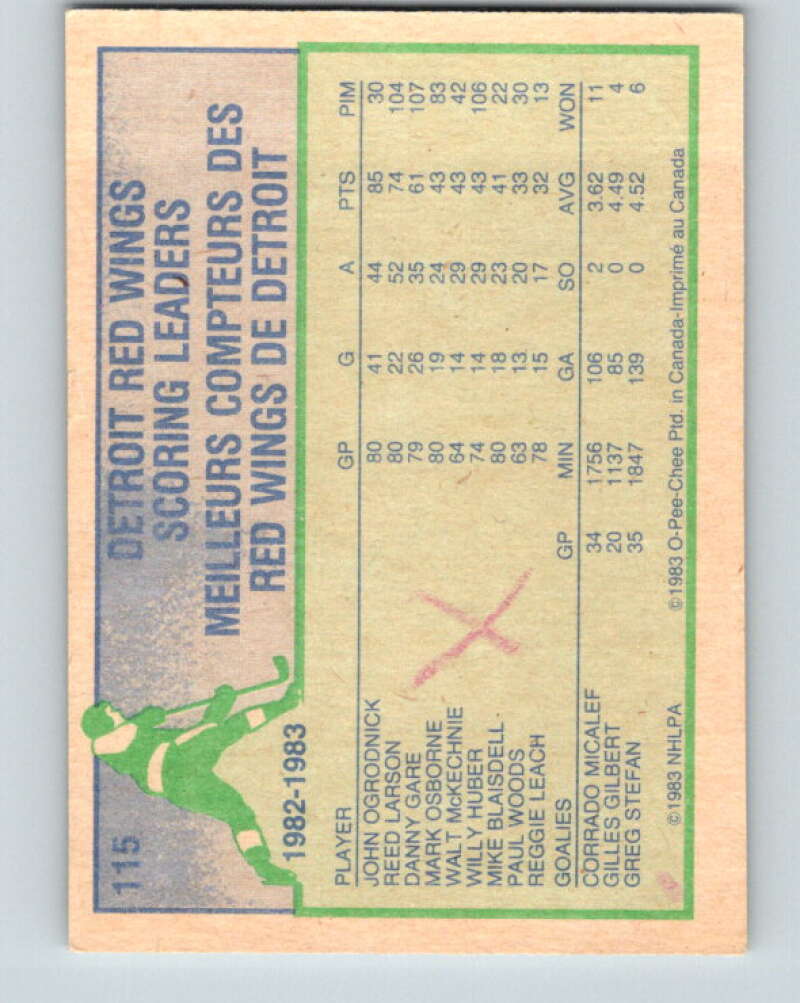 115
DETROIT RED WINGS
SCORING LEADERS
MEILLEURS COMPTEURS DES
RED WINGS DE DETROIT
1982-1983
PLAYER GP G A PTS PIM
JOHN OGRODNICK 80 41 44 85 30
REED LARSON 80 22 52 74 104
DANNY GARE 79 26 35 61 107
MARK OSBORNE 80 19 24 43 83
WALT McKECHNIE 64 14 29 43 42
WILLY HUBER 74 14 29 43 106
MIKE BLAISDELL 80 18 23 41 22
PAUL WOODS 63 13 20 33 30
REGGIE LEACH 78 15 17 32 13
GOALIES GP MIN GA SO AVG WON
CORRADO MICALEF 34 1756 106 2 3.62 11
GILLES GILBERT 20 1137 85 0 4.49 4
GREG STEFAN 35 1847 139 0 4.52 6
©1983 NHLPA ©1983 O-Pee-Chee Ptd. in Canada-Imprimé au Canada